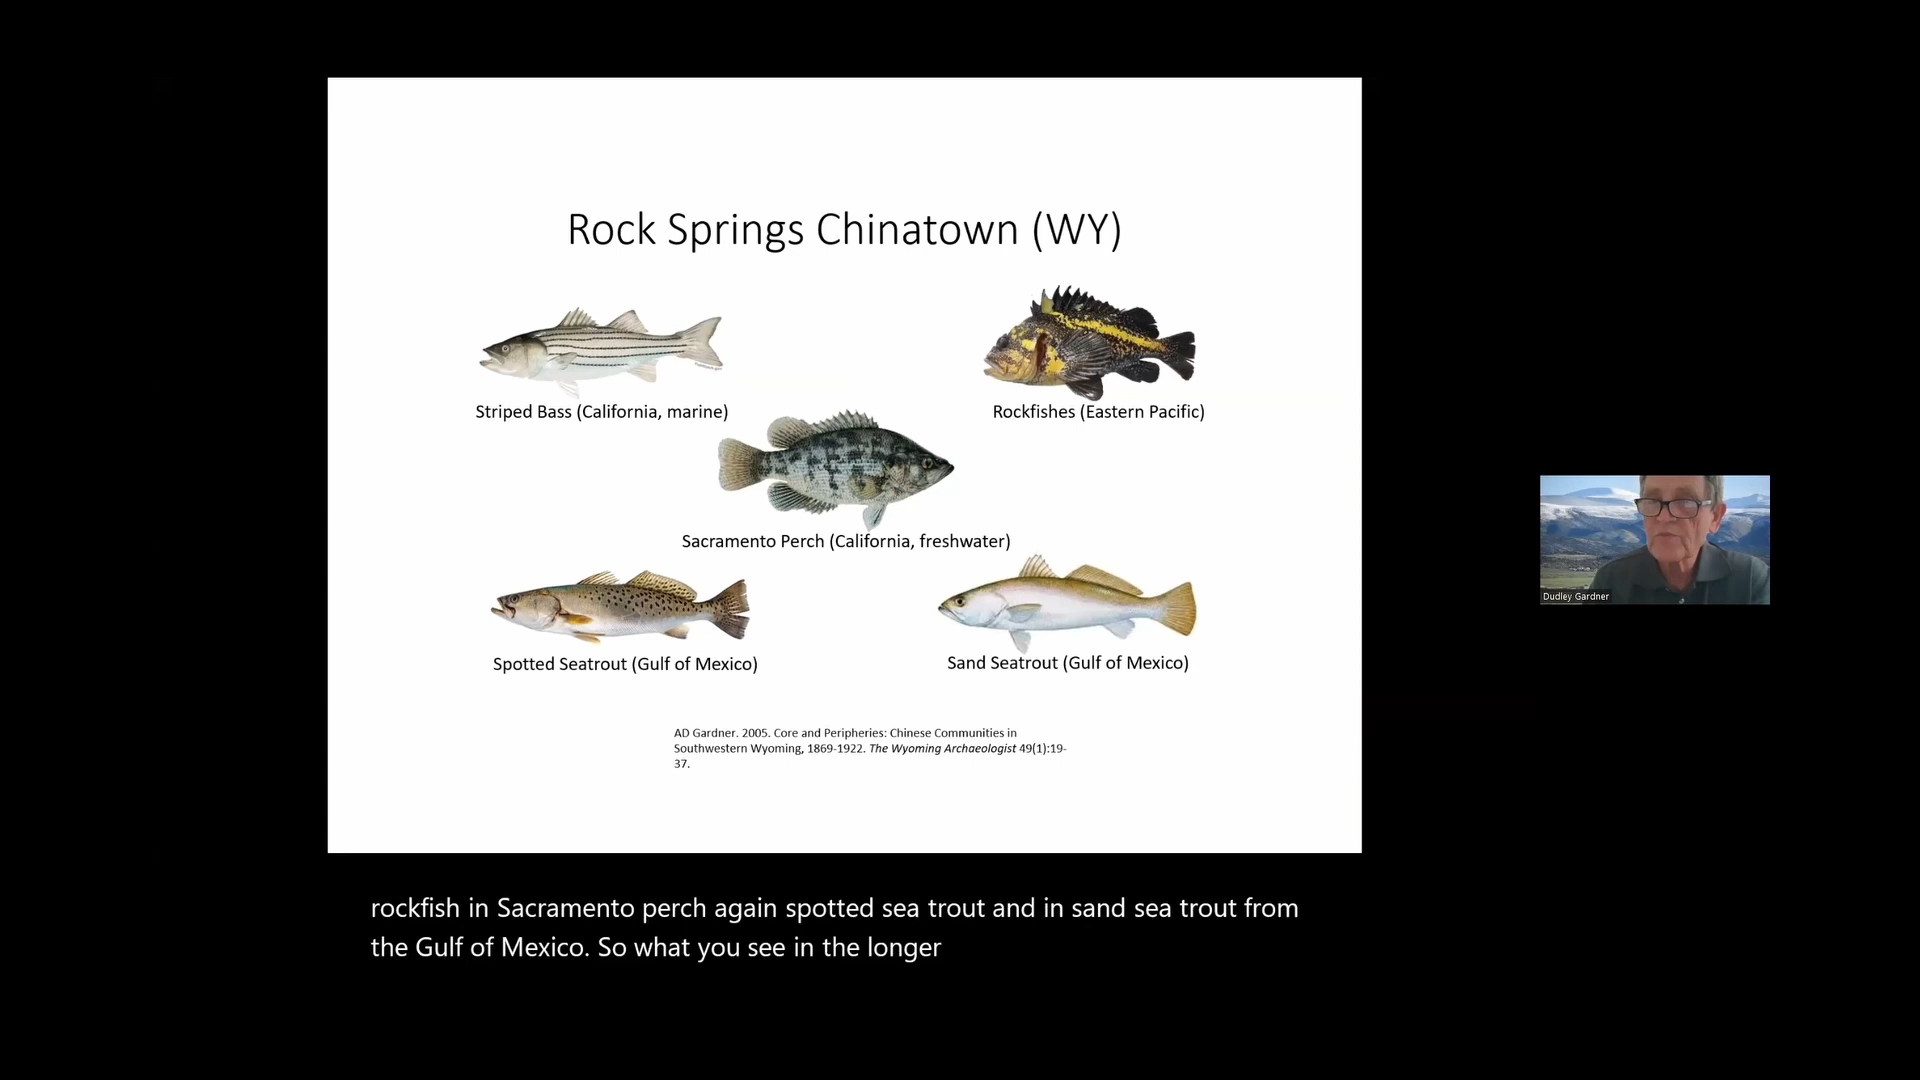 Rock Springs Chinatown (WY)
Striped Bass (California, marine)
Rockfishes (Eastern Pacific)
Sacramento Perch (California, freshwater)
Spotted Seatrout (Gulf of Mexico)
Sand Seatrout (Gulf of Mexico)
AD Gardner. 2005. Core and Peripheries: Chinese Communities in
Southwestern Wyoming, 1869-1922. The Wyoming Archaeologist 49(1):19-
37.
Dudley Gardner
rockfish in Sacramento perch again spotted sea trout and in sand sea trout from
the Gulf of Mexico. So what you see in the longer